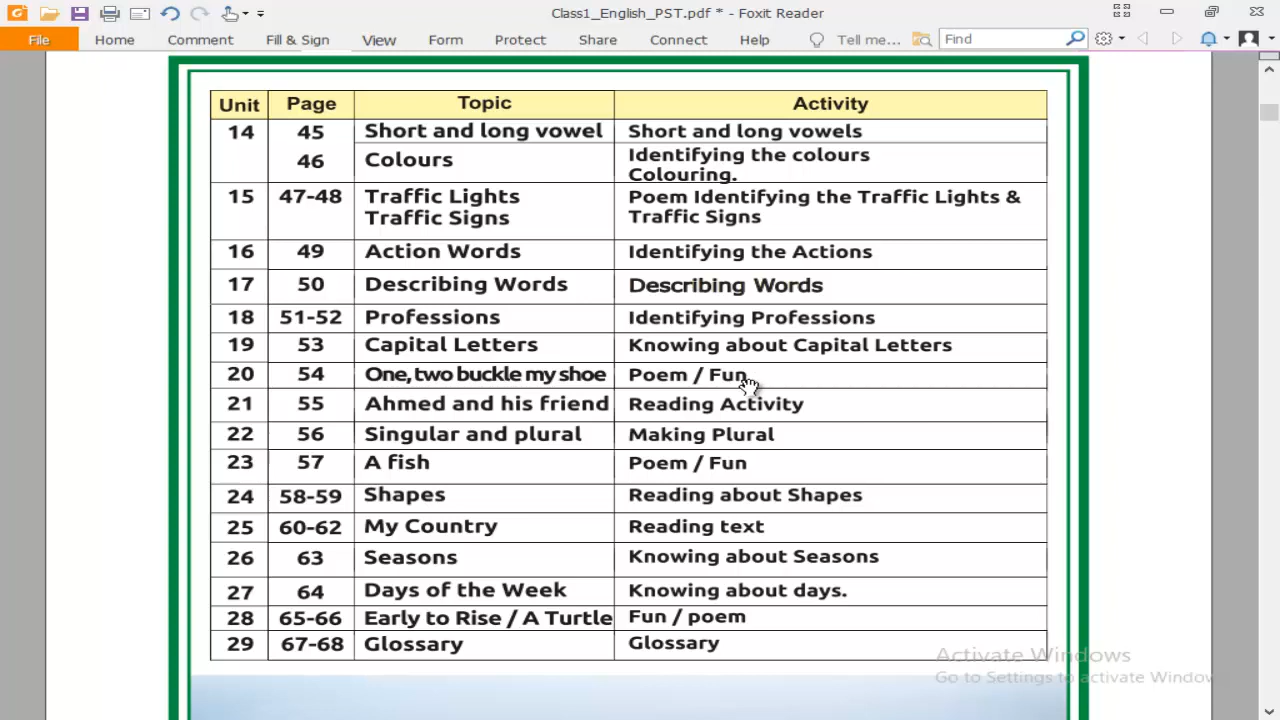 Class1_English_PST.pdf * - Foxit Reader
File Home Comment Fill & Sign View Form Protect Share Connect Help Tell me... Find
Unit Page Topic Activity
14 45 Short and long vowel Short and long vowels
46 Colours Identifying the colours
Colouring.
15 47-48 Traffic Lights Poem Identifying the Traffic Lights &
Traffic Signs Traffic Signs
16 49 Action Words Identifying the Actions
17 50 Describing Words Describing Words
18 51-52 Professions Identifying Professions
19 53 Capital Letters Knowing about Capital Letters
20 54 One, two buckle my shoe Poem / Fun
21 55 Ahmed and his friend Reading Activity
22 56 Singular and plural Making Plural
23 57 A fish Poem / Fun
24 58-59 Shapes Reading about Shapes
25 60-62 My Country Reading text
26 63 Seasons Knowing about Seasons
27 64 Days of the Week Knowing about days.
28 65-66 Early to Rise / A Turtle Fun / poem
29 67-68 Glossary Glossary
Activate Windows
Go to Settings to activate Window